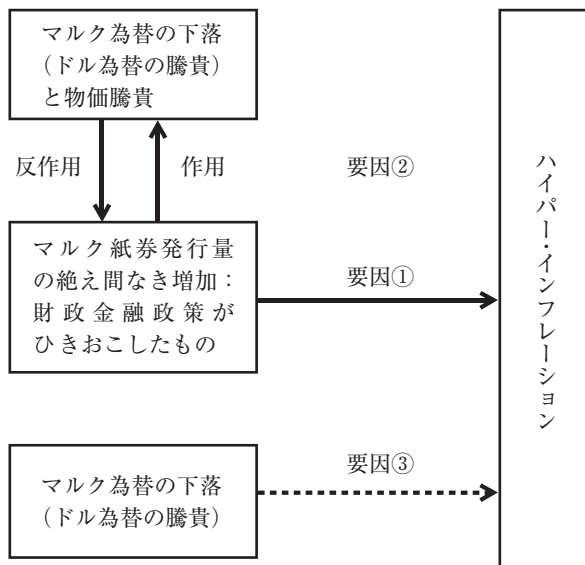 マルク為替の下落
（ドル為替の騰貴）
と物価騰貴
反作用
作用
要因②
マルク紙券発行量
の絶え間なき増加：
財政金融政策が
ひきおこしたもの
要因①
マルク為替の下落
（ドル為替の騰貴）
要因③
ハイパー・インフレーション